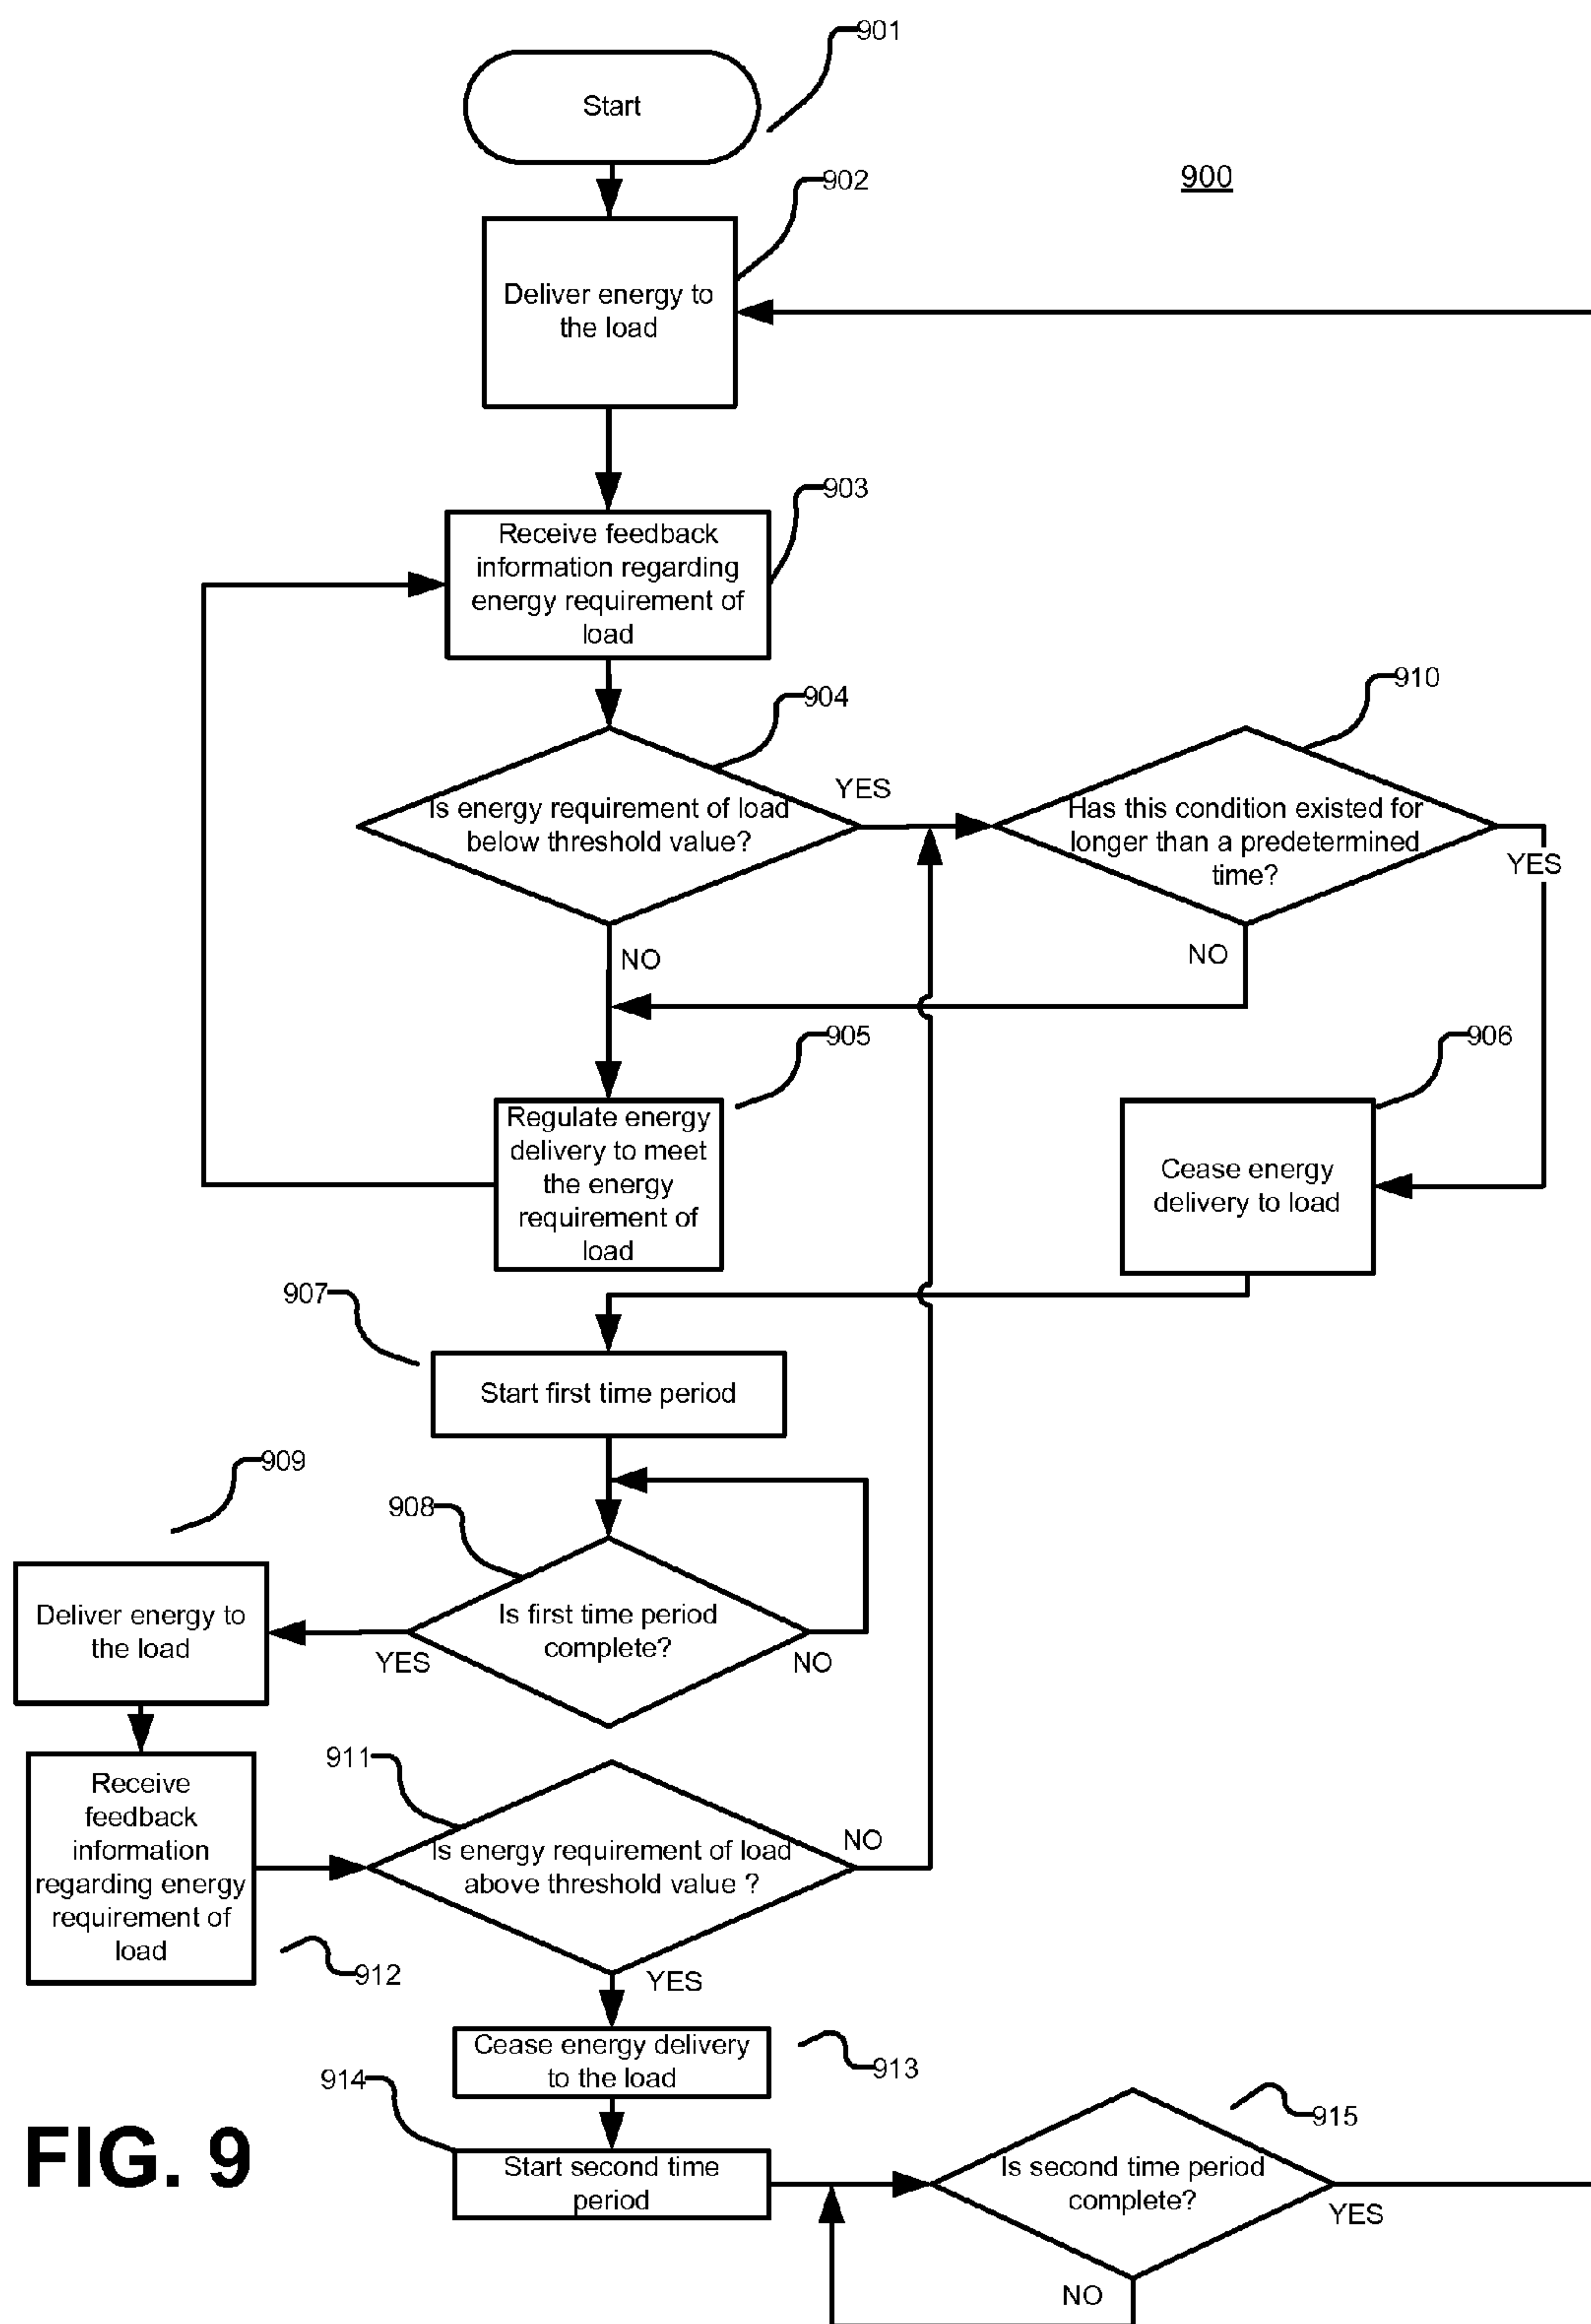 901
Start
900
902
Deliver energy to
the load
903
Receive feedback
information regarding
energy requirement of
load
904
910
YES
Is energy requirement of load
below threshold value?
Has this condition existed for
longer than a predetermined
time?
YES
NO
NO
905
906
Regulate energy
delivery to meet
the energy
requirement of
load
Cease energy
delivery to load
907
Start first time period
909
908
Deliver energy to
the load
Is first time period
complete?
YES
NO
911
Receive
feedback
information
regarding energy
requirement of
load
Is energy requirement of load
above threshold value ?
NO
912
YES
Cease energy delivery
to the load
913
914
915
FIG. 9
Start second time
period
Is second time period
complete?
YES
NO